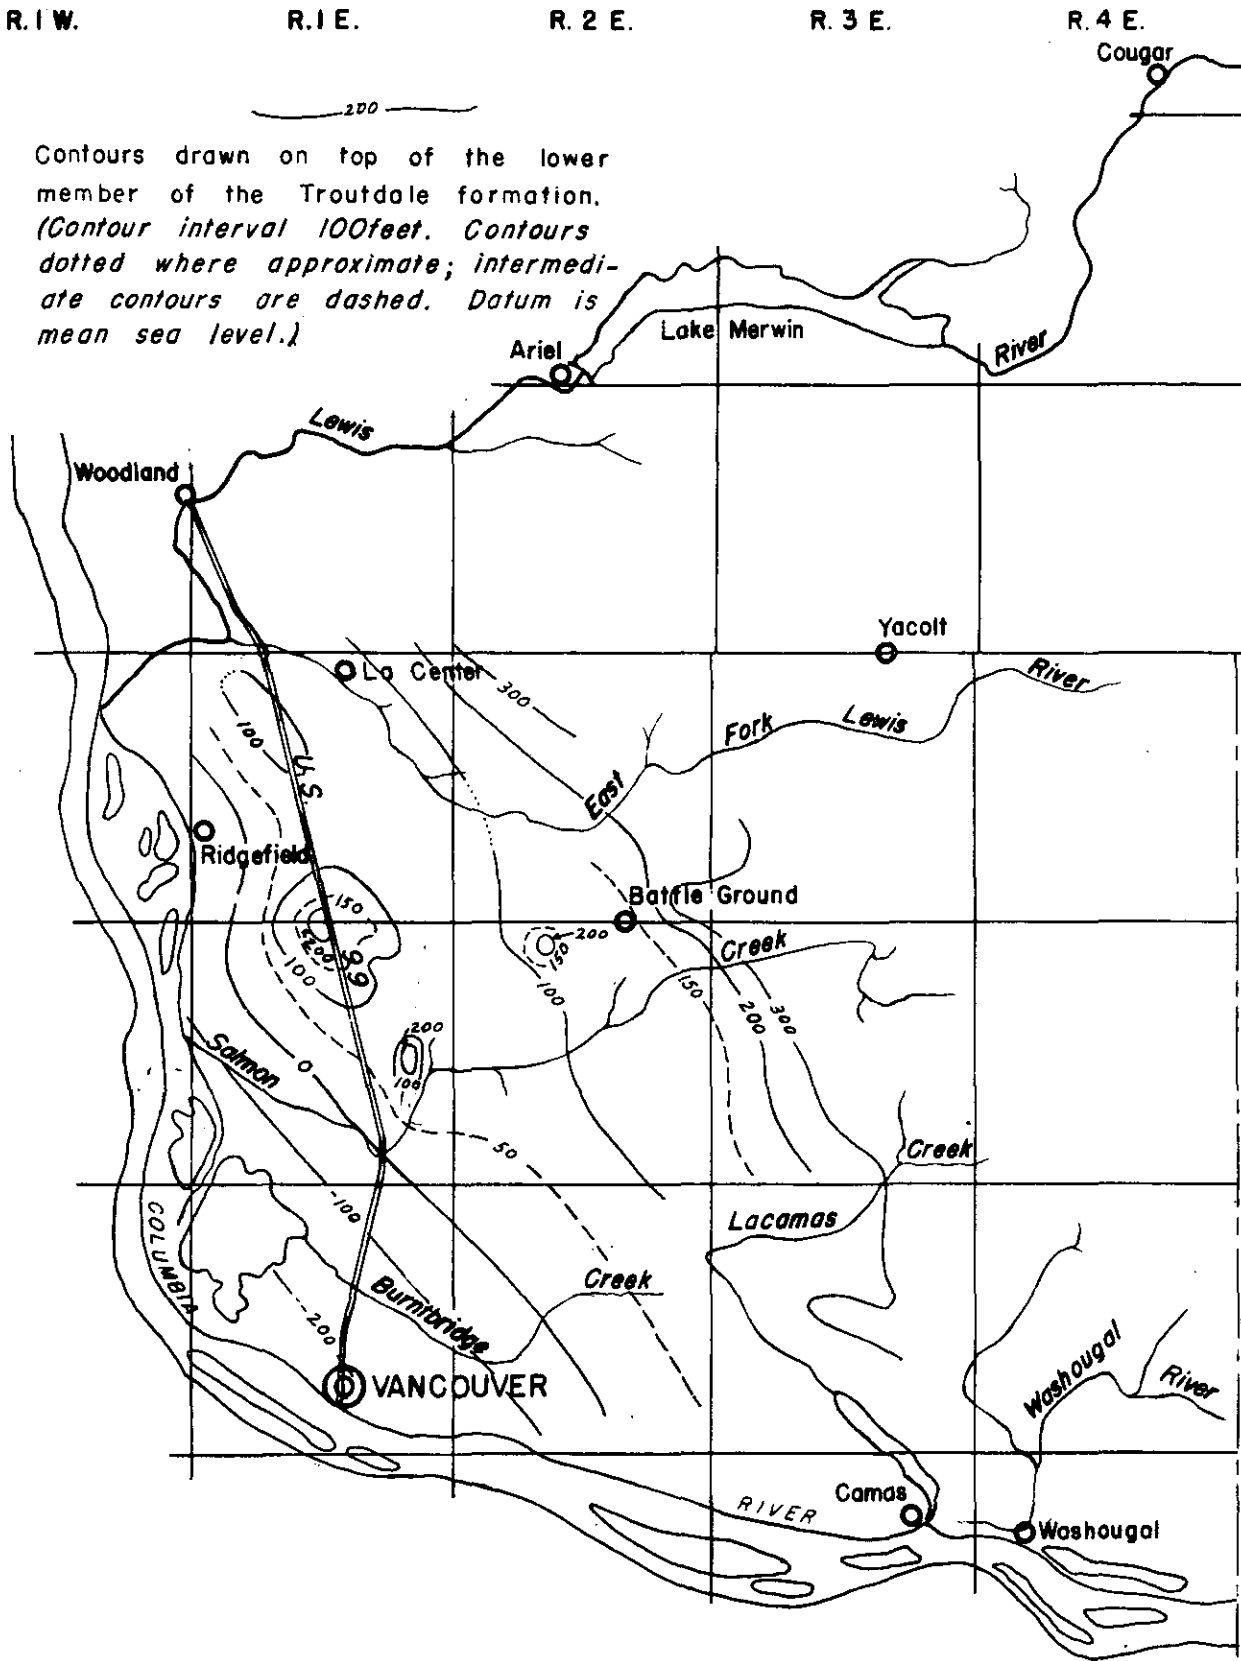 R. 1 W. R. 1 E. R. 2 E. R. 3 E. R. 4 E.
Cougar
200
Contours drawn on top of the lower
member of the Troutdale formation.
(Contour interval 100feet. Contours
dotted where approximate; intermedi-
ate contours are dashed. Datum is
mean sea level.)
Lake Merwin
River
Ariel
Lewis
Woodland
Yacolt
La Center
River
300
Lewis
Fork
100
U.S.
East
Ridgefield
150
Battle Ground
200
Creek
200
150
99
100
150
100
200
300
200
Salmon
0
100
50
Creek
-100
Lacamas
COLUMBIA
Creek
Burntbridge
-200
Washougal
River
VANCOUVER
Camas
RIVER
Washougal